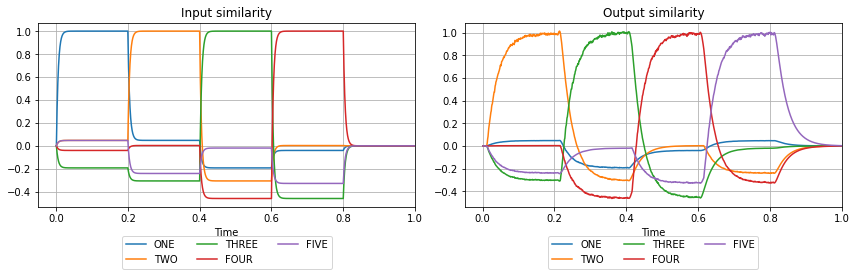 Input similarity
1.0
0.8
0.6
0.4
0.2
0.0
−0.2
−0.4
0.0 0.2 0.4 0.6 0.8 1.0
Time
ONE THREE FIVE
TWO FOUR
Output similarity
1.0
0.8
0.6
0.4
0.2
0.0
−0.2
−0.4
0.0 0.2 0.4 0.6 0.8 1.0
Time
ONE THREE FIVE
TWO FOUR